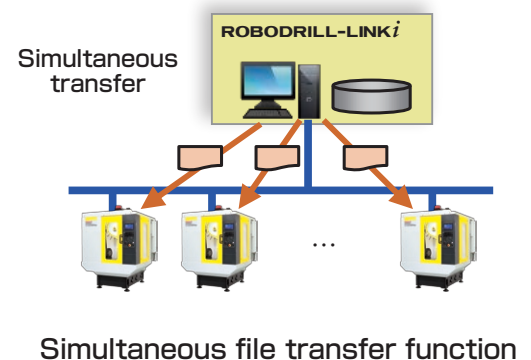 ROBODRILL-LINKi
Simultaneous
transfer
…
Simultaneous file transfer function